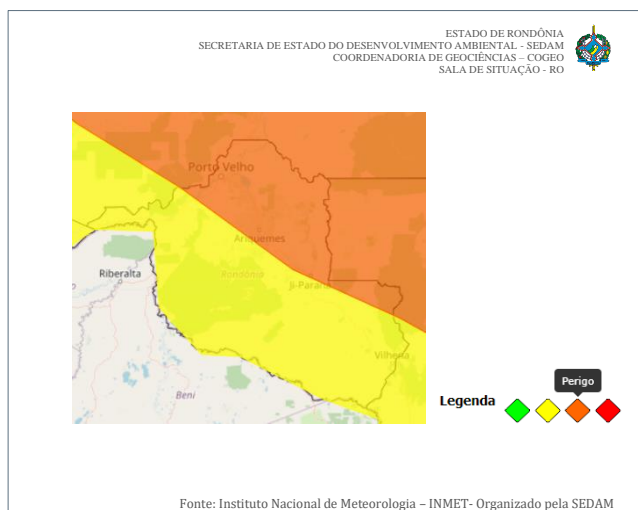 ESTADO DE RONDÔNIA
SECRETARIA DE ESTADO DO DESENVOLVIMENTO AMBIENTAL - SEDAM
COORDENADORIA DE GEOCIÊNCIAS – COGEO
SALA DE SITUAÇÃO - RO
Porto Velho
Ariquemes
Riberalta
Rondônia
Ji-Paraná
Vilhena
Beni
Perigo
Legenda
Fonte: Instituto Nacional de Meteorologia – INMET- Organizado pela SEDAM